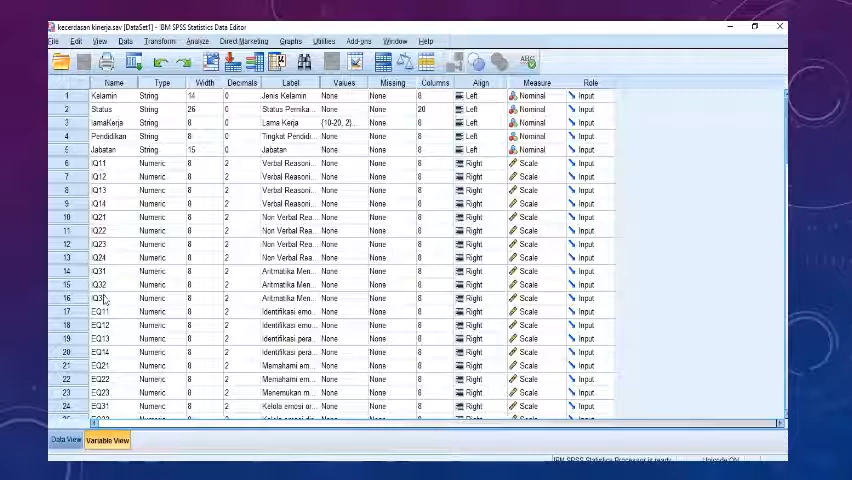 kecerdasan kinerja.sav [DataSet1] - IBM SPSS Statistics Data Editor
File Edit View Data Transform Analyze Direct Marketing Graphs Utilities Add-ons Window Help
Name Type Width Decimals Label Values Missing Columns Align Measure Role
1 Kelamin String 14 0 Jenis Kelamin None None 8 Left Nominal Input
2 Status String 26 0 Status Pernika... None None 20 Left Nominal Input
3 lamaKerja String 8 0 Lama Kerja {10-20, 2}... None 8 Left Nominal Input
4 Pendidikan String 8 0 Tingkat Pendidi... None None 8 Left Nominal Input
5 Jabatan String 15 0 Jabatan None None 8 Left Nominal Input
6 IQ11 Numeric 8 2 Verbal Reasoni... None None 8 Right Scale Input
7 IQ12 Numeric 8 2 Verbal Reasoni... None None 8 Right Scale Input
8 IQ13 Numeric 8 2 Verbal Reasoni... None None 8 Right Scale Input
9 IQ14 Numeric 8 2 Verbal Reasoni... None None 8 Right Scale Input
10 IQ21 Numeric 8 2 Non Verbal Rea... None None 8 Right Scale Input
11 IQ22 Numeric 8 2 Non Verbal Rea... None None 8 Right Scale Input
12 IQ23 Numeric 8 2 Non Verbal Rea... None None 8 Right Scale Input
13 IQ24 Numeric 8 2 Non Verbal Rea... None None 8 Right Scale Input
14 IQ31 Numeric 8 2 Aritmatika Men... None None 8 Right Scale Input
15 IQ32 Numeric 8 2 Aritmatika Men... None None 8 Right Scale Input
16 Numeric 8 2 Aritmatika Men... None None 8 Right Scale Input
17 EQ11 Numeric 8 2 Identifikasi emo... None None 8 Right Scale Input
18 EQ12 Numeric 8 2 Identifikasi emo... None None 8 Right Scale Input
19 EQ13 Numeric 8 2 Identifikasi pera... None None 8 Right Scale Input
20 EQ14 Numeric 8 2 Identifikasi pera... None None 8 Right Scale Input
21 EQ21 Numeric 8 2 Memahami em... None None 8 Right Scale Input
22 EQ22 Numeric 8 2 Memahami em... None None 8 Right Scale Input
23 EQ23 Numeric 8 2 Menemukan m... None None 8 Right Scale Input
24 EQ31 Numeric 8 2 Kelola emosi or... None None 8 Right Scale Input
Data View Variable View
IBM SPSS Statistics Processor is ready Unicode:ON